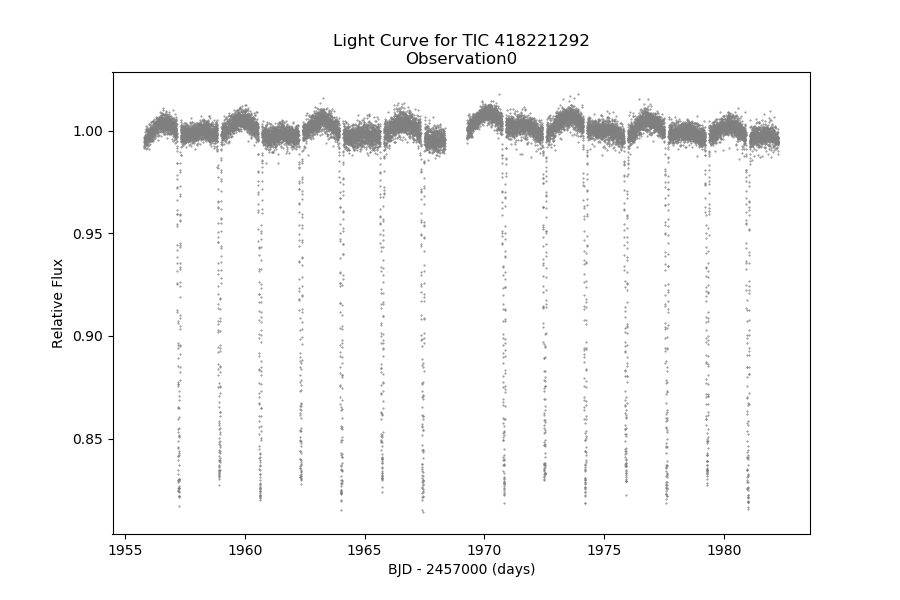 Light Curve for TIC 418221292
Observation0
1.00
0.95
0.90
0.85
Relative Flux
1955
1960
1965
1970
1975
1980
BJD - 2457000 (days)